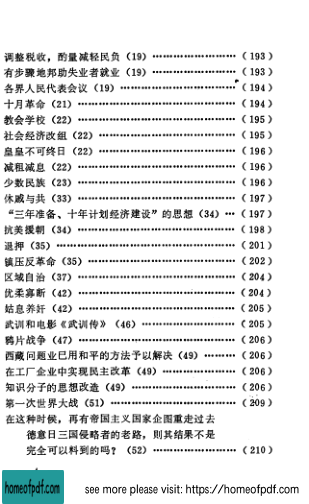 调整税收，酌量减轻民负（19）……………………（193）
有步骤地帮助失业者就业（19）……………………（193）
各界人民代表会议（19）……………………………（194）
十月革命（21）………………………………………（194）
教会学校（22）………………………………………（195）
社会经济改组（22）…………………………………（195）
皇皇不可终日（22）…………………………………（196）
减租减息（22）………………………………………（196）
少数民族（23）………………………………………（196）
休戚与共（33）………………………………………（197）
“三年准备、十年计划经济建设”的思想（34）…（197）
抗美援朝（34）………………………………………（198）
退押（35）……………………………………………（201）
镇压反革命（35）……………………………………（202）
区域自治（37）………………………………………（204）
优柔寡断（42）………………………………………（204）
姑息养奸（42）………………………………………（205）
武训和电影《武训传》（46）………………………（205）
鸦片战争（47）………………………………………（206）
西藏问题业已用和平的方法予以解决（49）………（206）
在工厂企业中实现民主改革（49）…………………（206）
知识分子的思想改造（49）…………………………（206）
第一次世界大战（51）………………………………（209）
在这种时候，再有帝国主义国家企图重走过去
德意日三国侵略者的老路，则其结果不是
完全可以料到的吗？（52）…………………………（210）
homeofpdf.com
see more please visit: https://homeofpdf.com